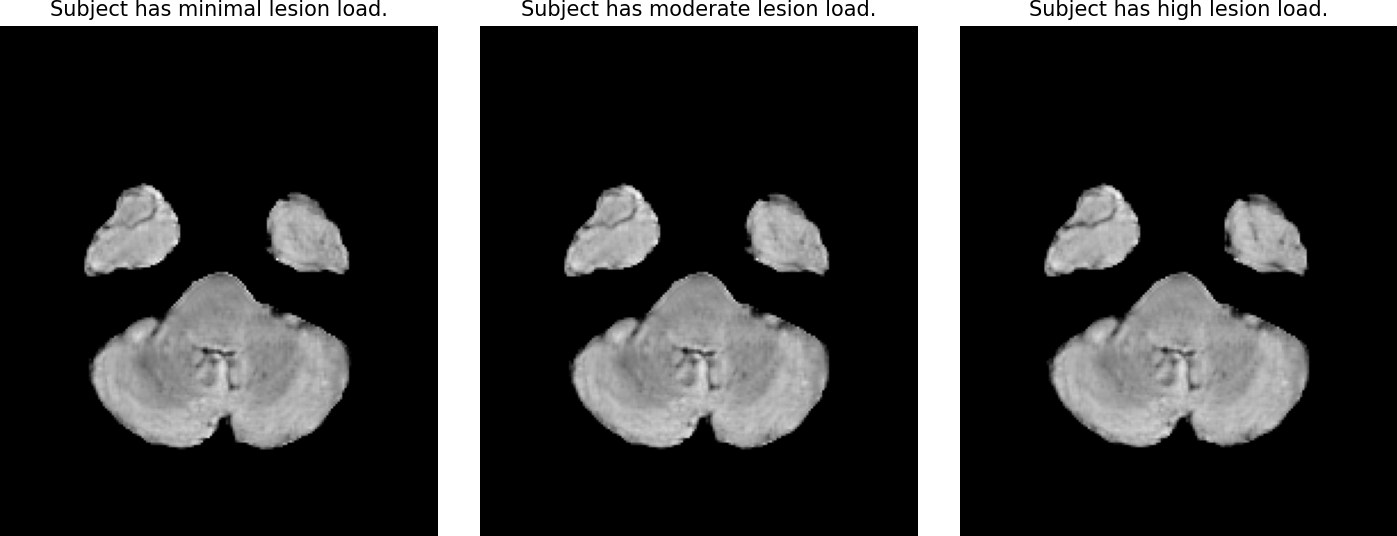 Subject has minimal lesion load.
Subject has moderate lesion load.
Subject has high lesion load.